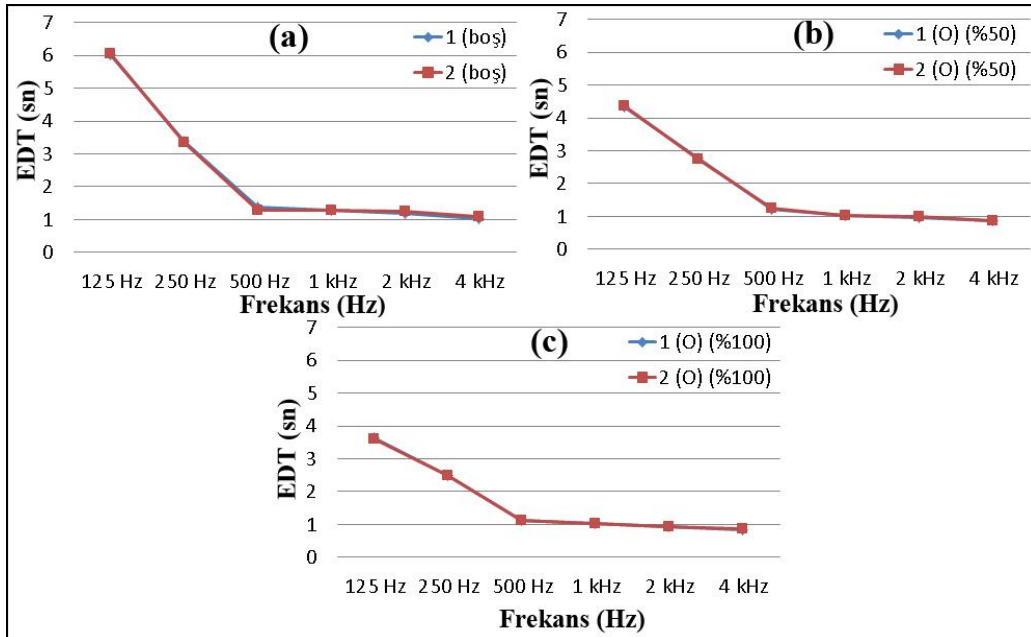 (a)
1 (boş)
2 (boş)
EDT (sn)
7
6
5
4
3
2
1
0
125 Hz 250 Hz 500 Hz 1 kHz 2 kHz 4 kHz
Frekans (Hz)
(b)
1 (O) (%50)
2 (O) (%50)
EDT (sn)
7
6
5
4
3
2
1
0
125 Hz 250 Hz 500 Hz 1 kHz 2 kHz 4 kHz
Frekans (Hz)
(c)
1 (O) (%100)
2 (O) (%100)
EDT (sn)
7
6
5
4
3
2
1
0
125 Hz 250 Hz 500 Hz 1 kHz 2 kHz 4 kHz
Frekans (Hz)